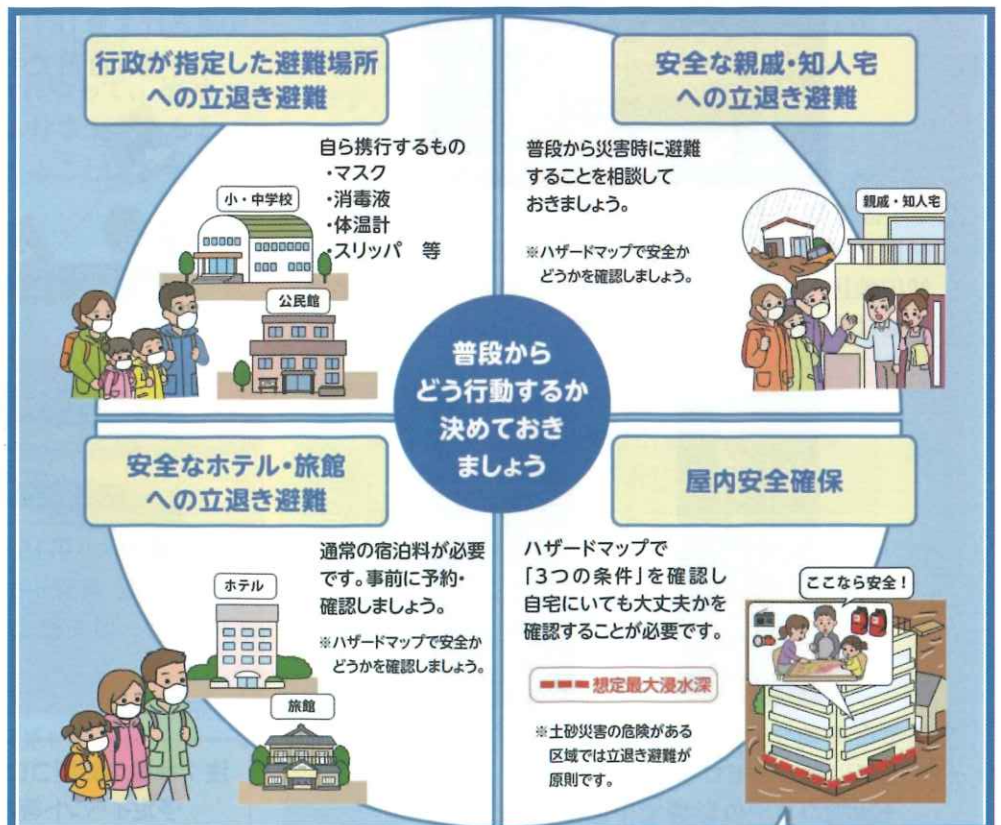 行政が指定した避難場所
への立退き避難
自ら携行するもの
・マスク
・消毒液
・体温計
・スリッパ 等
小・中学校
公民館
安全な親戚・知人宅
への立退き避難
普段から災害時に避難
することを相談して
おきましょう。
※ハザードマップで安全か
どうかを確認しましょう。
親戚・知人宅
普段から
どう行動するか
決めておき
ましょう
安全なホテル・旅館
への立退き避難
通常の宿泊料が必要
です。事前に予約・
確認しましょう。
※ハザードマップで安全か
どうかを確認しましょう。
ホテル
旅館
屋内安全確保
ハザードマップで
「3つの条件」を確認し
自宅にいても大丈夫かを
確認することが必要です。
想定最大浸水深
※土砂災害の危険がある
区域では立退き避難が
原則です。
ここなら安全!